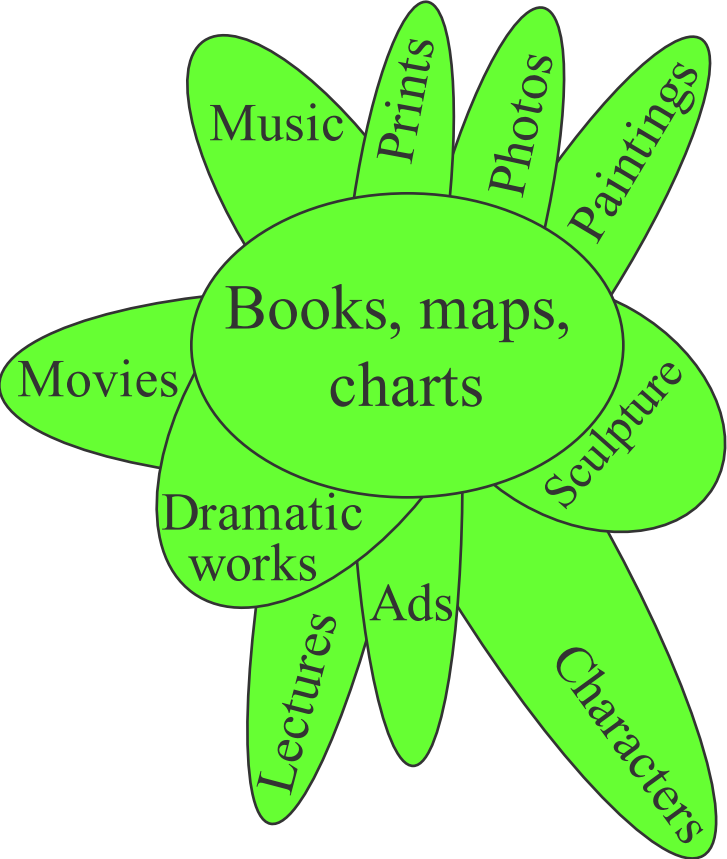 Music
Prints
Photos
Paintings
Books, maps,
charts
Movies
Sculpture
Dramatic
works
Ads
Lectures
Characters